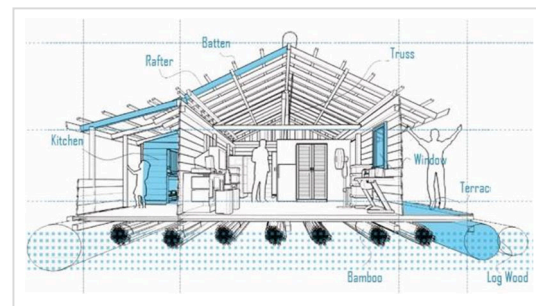 Batten
Rafter
Truss
Kitchen
Window
Terrac
Bamboo
Log Wood